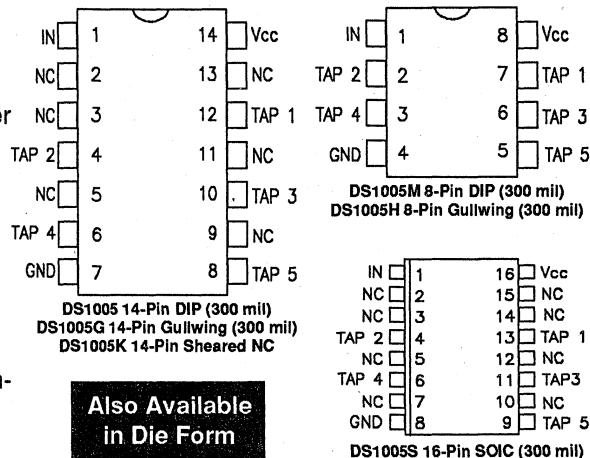 IN 1 14 Vcc
NC 2 13 NC
er NC 3 12 TAP 1
TAP 2 4 11 NC
NC 5 10 TAP 3
TAP 4 6 9 NC
GND 7 8 TAP 5
DS1005 14-Pin DIP (300 mil)
DS1005G 14-Pin Gullwing (300 mil)
DS1005K 14-Pin Sheared NC
n-
Also Available
in Die Form
IN 1 8 Vcc
TAP 2 2 7 TAP 1
TAP 4 3 6 TAP 3
GND 4 5 TAP 5
DS1005M 8-Pin DIP (300 mil)
DS1005H 8-Pin Gullwing (300 mil)
IN 1 16 Vcc
NC 2 15 NC
NC 3 14 NC
TAP 2 4 13 TAP 1
NC 5 12 NC
TAP 4 6 11 TAP3
NC 7 10 NC
GND 8 9 TAP 5
DS1005S 16-Pin SOIC (300 mil)